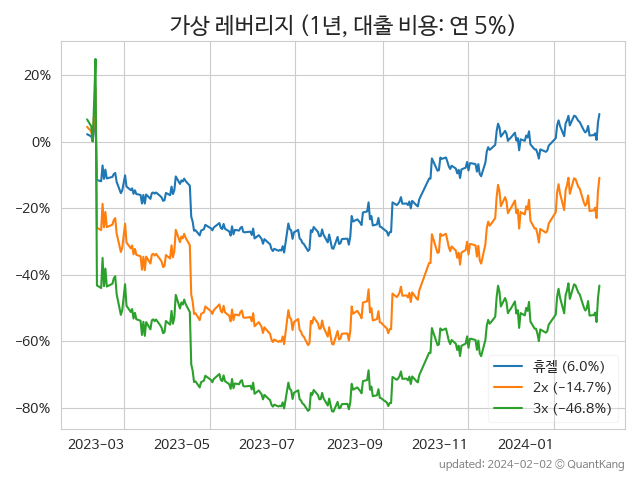 가상 레버리지 (1년, 대출 비용: 연 5%)
20%
0%
−20%
−40%
−60%
−80%
휴젤 (6.0%)
2x (−14.7%)
3x (−46.8%)
2023−03 2023−05 2023−07 2023−09 2023−11 2024−01
updated: 2024-02-02 © QuantKang